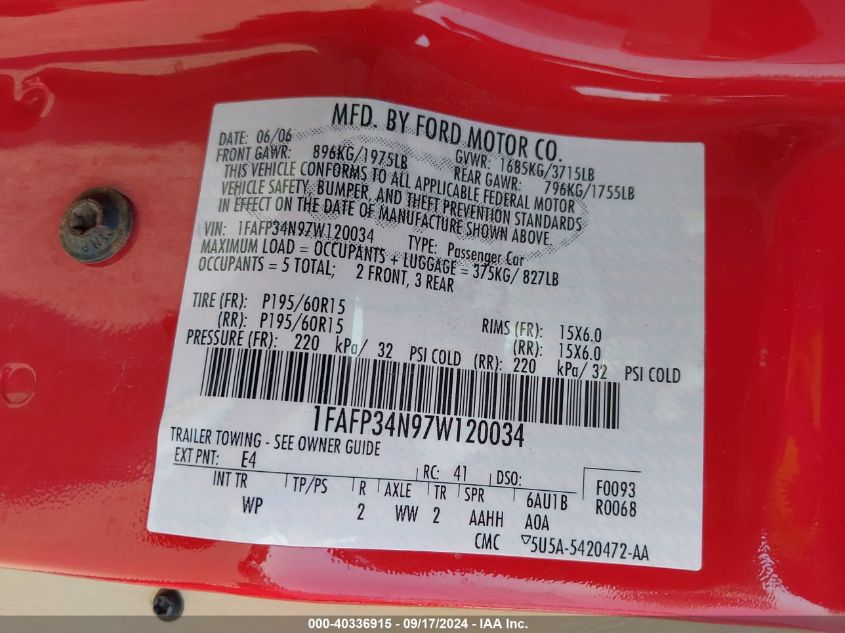 MFD. BY FORD MOTOR CO.
DATE: 06/06 GVWR: 1685KG/3715LB
FRONT GAWR: 896KG/1975LB REAR GAWR: 796KG/1755LB
THIS VEHICLE CONFORMS TO ALL APPLICABLE FEDERAL MOTOR
VEHICLE SAFETY, BUMPER, AND THEFT PREVENTION STANDARDS
IN EFFECT ON THE DATE OF MANUFACTURE SHOWN ABOVE.
VIN: 1FAFP34N97W120034 TYPE: Passenger Car
MAXIMUM LOAD = OCCUPANTS + LUGGAGE = 375KG/ 827LB
OCCUPANTS = 5 TOTAL; 2 FRONT, 3 REAR
TIRE (FR): P195/60R15 RIMS (FR): 15X6.0
(RR): P195/60R15 (RR): 15X6.0
PRESSURE (FR): 220 kPa/ 32 PSI COLD (RR): 220 kPa/ 32 PSI COLD
1FAFP34N97W120034
TRAILER TOWING - SEE OWNER GUIDE
EXT PNT: E4 RC: 41 DSO: F0093
INT TR TP/PS R AXLE TR SPR 6AU1B R0068
WP 2 WW 2 AAHH A0A
CMC ▽5U5A-5420472-AA
000-40336915 - 09/17/2024 - IAA Inc.